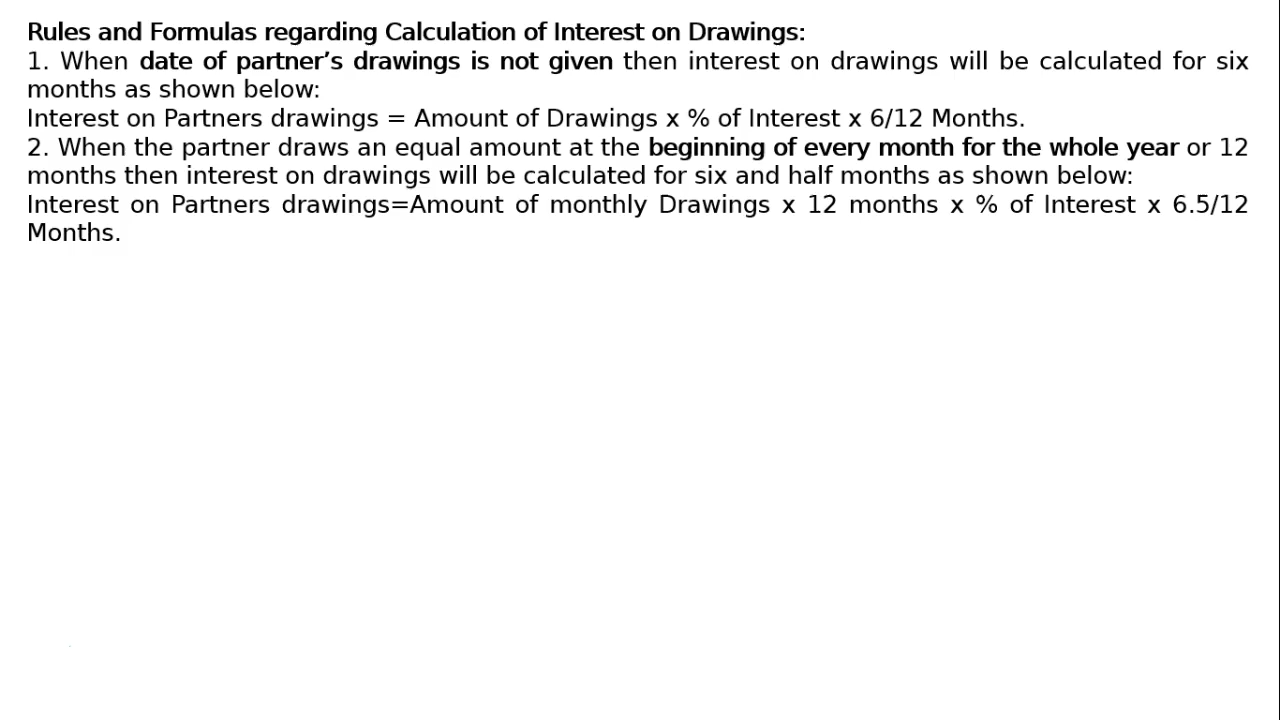 Rules and Formulas regarding Calculation of Interest on Drawings:
1. When date of partner’s drawings is not given then interest on drawings will be calculated for six
months as shown below:
Interest on Partners drawings = Amount of Drawings x % of Interest x 6/12 Months.
2. When the partner draws an equal amount at the beginning of every month for the whole year or 12
months then interest on drawings will be calculated for six and half months as shown below:
Interest on Partners drawings=Amount of monthly Drawings x 12 months x % of Interest x 6.5/12
Months.